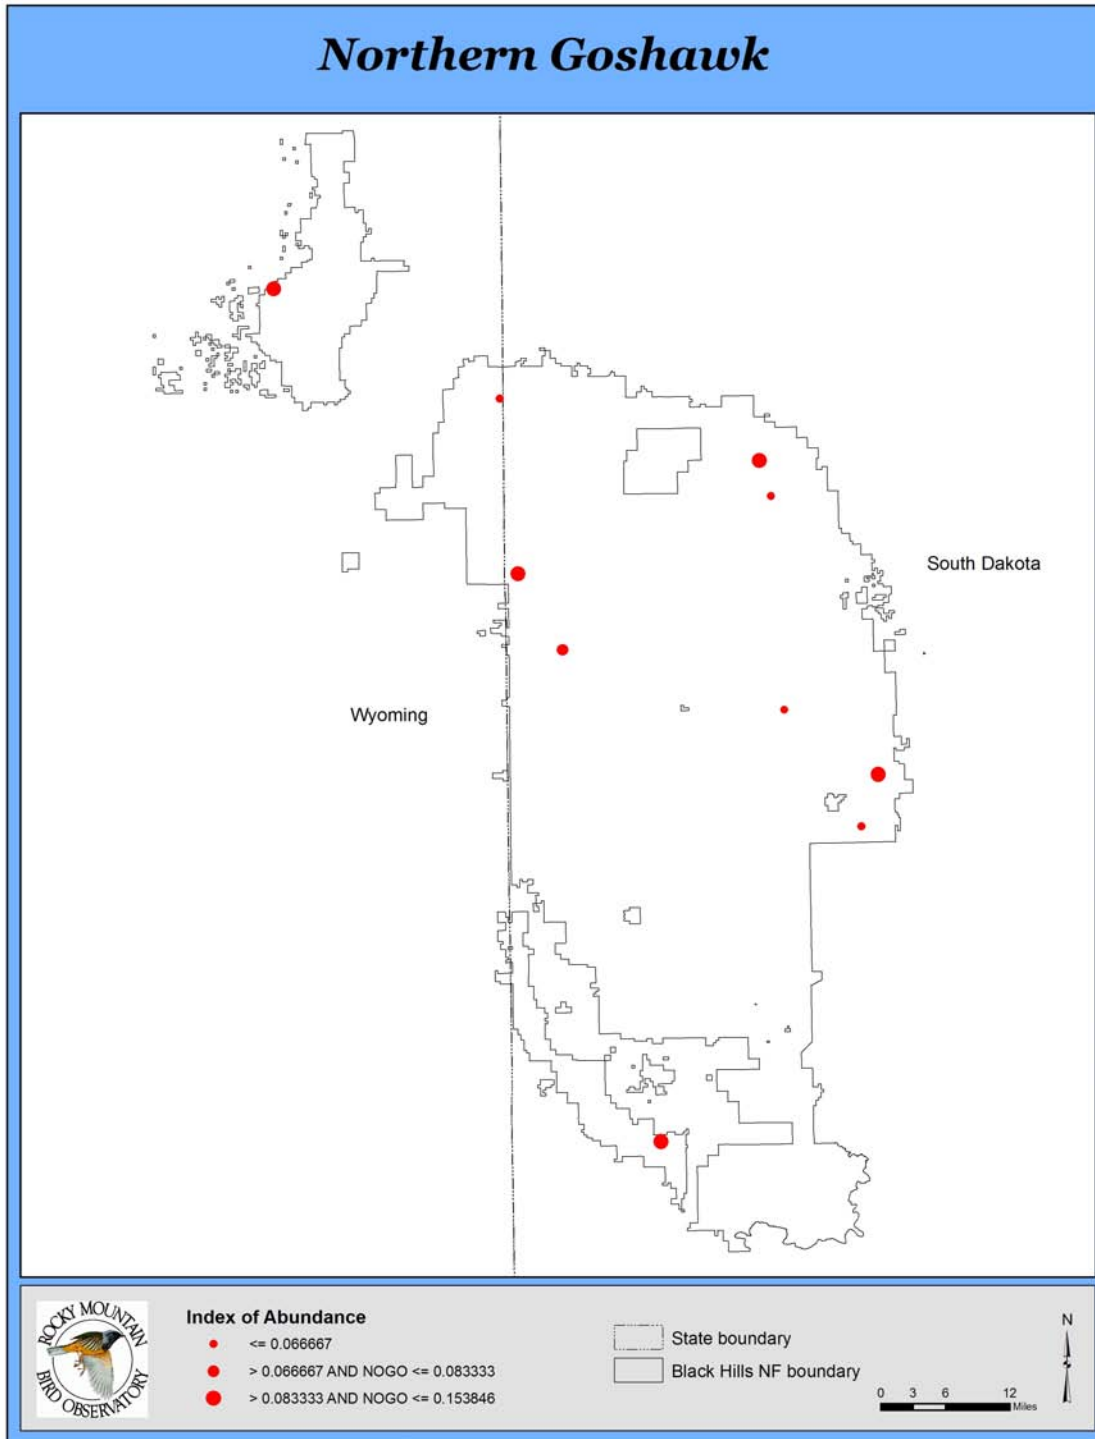 Northern Goshawk
South Dakota
Wyoming
ROCKY MOUNTAIN
BIRD OBSERVATORY
Index of Abundance
<= 0.066667
> 0.066667 AND NOGO <= 0.083333
> 0.083333 AND NOGO <= 0.153846
State boundary
Black Hills NF boundary
N
0 3 6 12
Miles